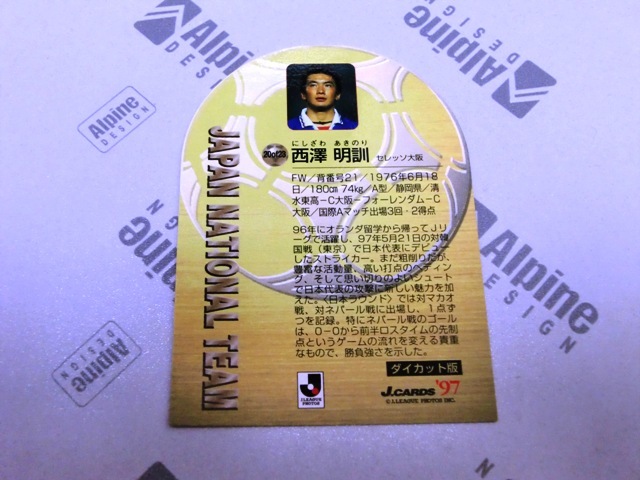 にしざわ あきのり
20of23 西澤 明訓 セレッソ大阪
FW/背番号21/1976年6月18
日/180cm 74kg/A型/静岡県/清
水東高−C大阪−フォーレンダム−C
大阪/国際Aマッチ出場3回・2得点
96年にオランダ留学から帰ってJリ
ーグで活躍し、97年5月21日の対韓
国戦(東京)で日本代表にデビュー
したストライカー。まだ粗削りだが、
豊富な活動量、高い打点のヘディ
ング、そして思い切りのよいシュート
で日本代表の攻撃に新しい魅力を加
えた。〈日本ラウンド〉では対マカオ
戦、対ネパール戦に出場し、1点ず
つを記録。特にネパール戦のゴール
は、0−0から前半ロスタイムの先制
点というゲームの流れを変える貴重
なもので、勝負強さを示した。
ダイカット版
JAPAN NATIONAL TEAM
J.LEAGUE
PHOTOS
J.CARDS '97
© J.LEAGUE PHOTOS INC.
Alpine
DESIGN
Alpine
DESIGN
Alpine
DESIGN
Alpine
DESIGN
Alpine